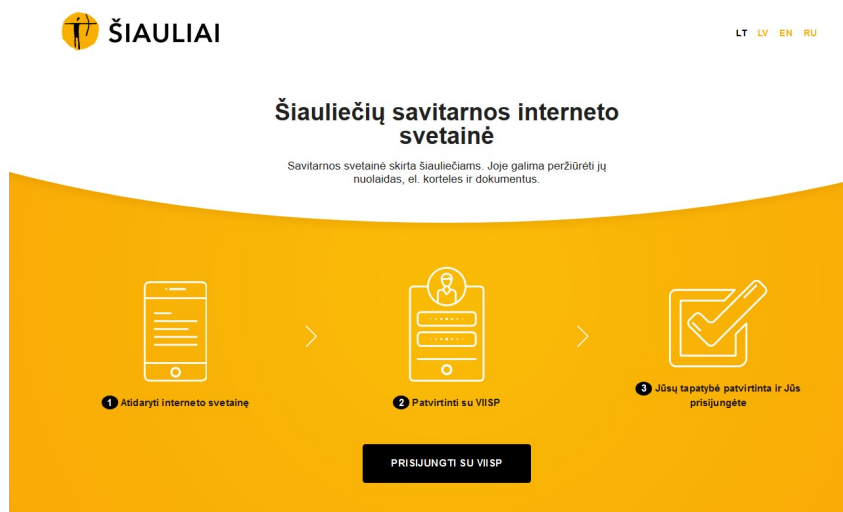 ŠIAULIAI
LT LV EN RU
Šiauliečių savitarnos interneto
svetainė
Savitarnos svetainė skirta šiauliečiams. Joje galima peržiūrėti jų
nuolaidas, el. korteles ir dokumentus.
1 Atidaryti interneto svetainę
2 Patvirtinti su VIISP
3 Jūsų tapatybė patvirtinta ir Jūs
prisijungėte
PRISIJUNGTI SU VIISP